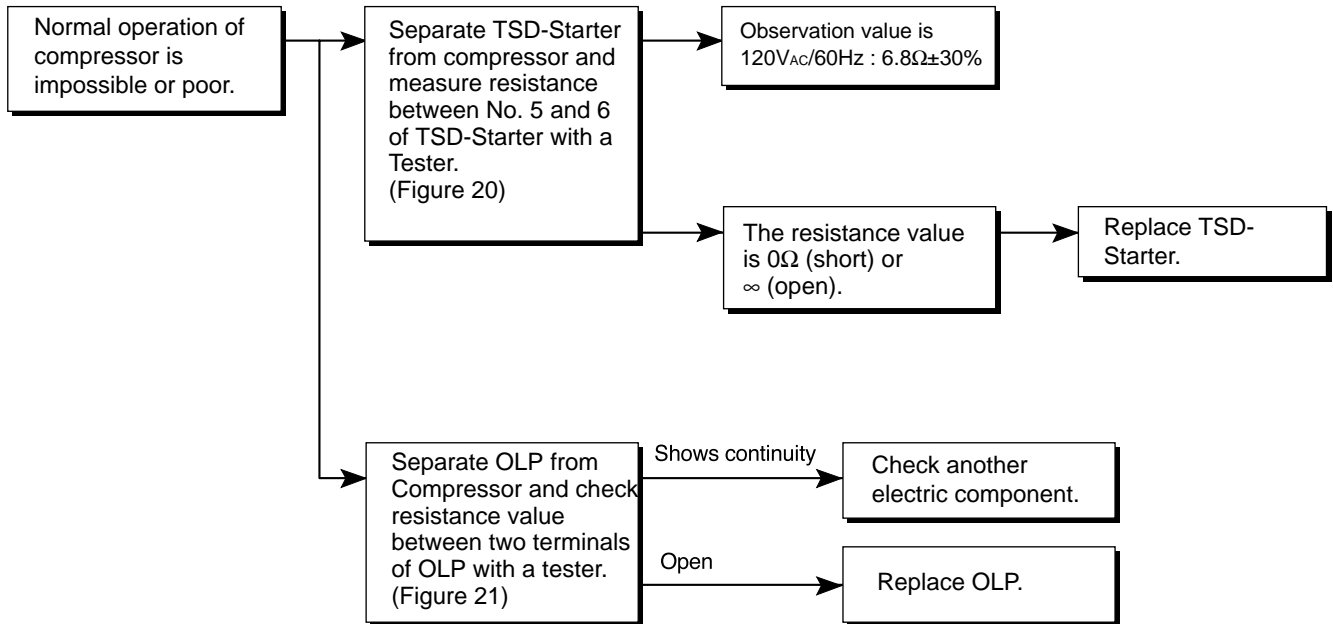 Normal operation of
compressor is
impossible or poor.
Separate TSD-Starter
from compressor and
measure resistance
between No. 5 and 6
of TSD-Starter with a
Tester.
(Figure 20)
Observation value is
120VAC/60Hz : 6.8Ω±30%
The resistance value
is 0Ω (short) or
∞ (open).
Replace TSD-
Starter.
Separate OLP from
Compressor and check
resistance value
between two terminals
of OLP with a tester.
(Figure 21)
Shows continuity
Check another
electric component.
Open
Replace OLP.